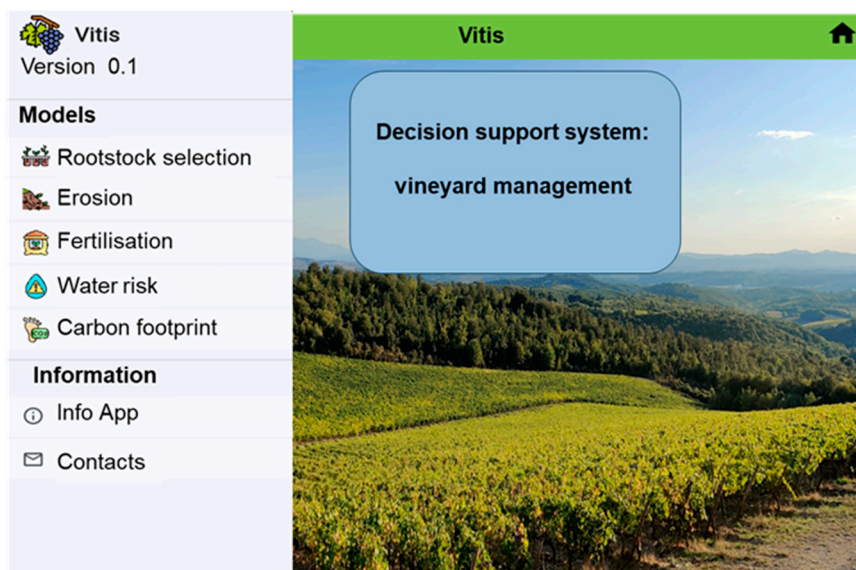 Vitis
Version 0.1
Models
Rootstock selection
Erosion
Fertilisation
Water risk
Carbon footprint
Information
Info App
Contacts
Vitis
Decision support system:
vineyard management